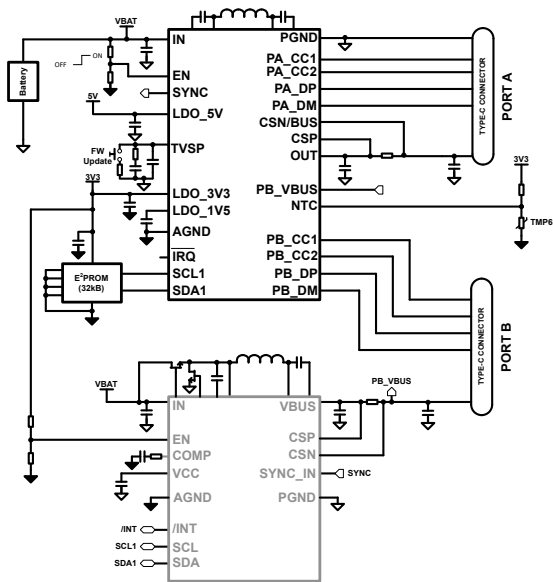 VBAT
IN
PGND
OFF
ON
PA_CC1
PA_CC2
Battery
EN
SYNC
PA_DP
PA_DM
5V
LDO_5V
CSN/BUS
CSP
TYPE-C CONNECTOR
PORT A
FW
Update
TVSP
OUT
3V3
3V3
PB_VBUS
LDO_3V3
NTC
TMP6
LDO_1V5
AGND
PB_CC1
IRQ
PB_CC2
E²PROM
(32kB)
SCL1
PB_DP
SDA1
PB_DM
TYPE-C CONNECTOR
PORT B
VBAT
PB_VBUS
IN
VBUS
EN
CSP
COMP
CSN
VCC
SYNC_IN
SYNC
AGND
PGND
/INT
/INT
SCL1
SCL
SDA1
SDA